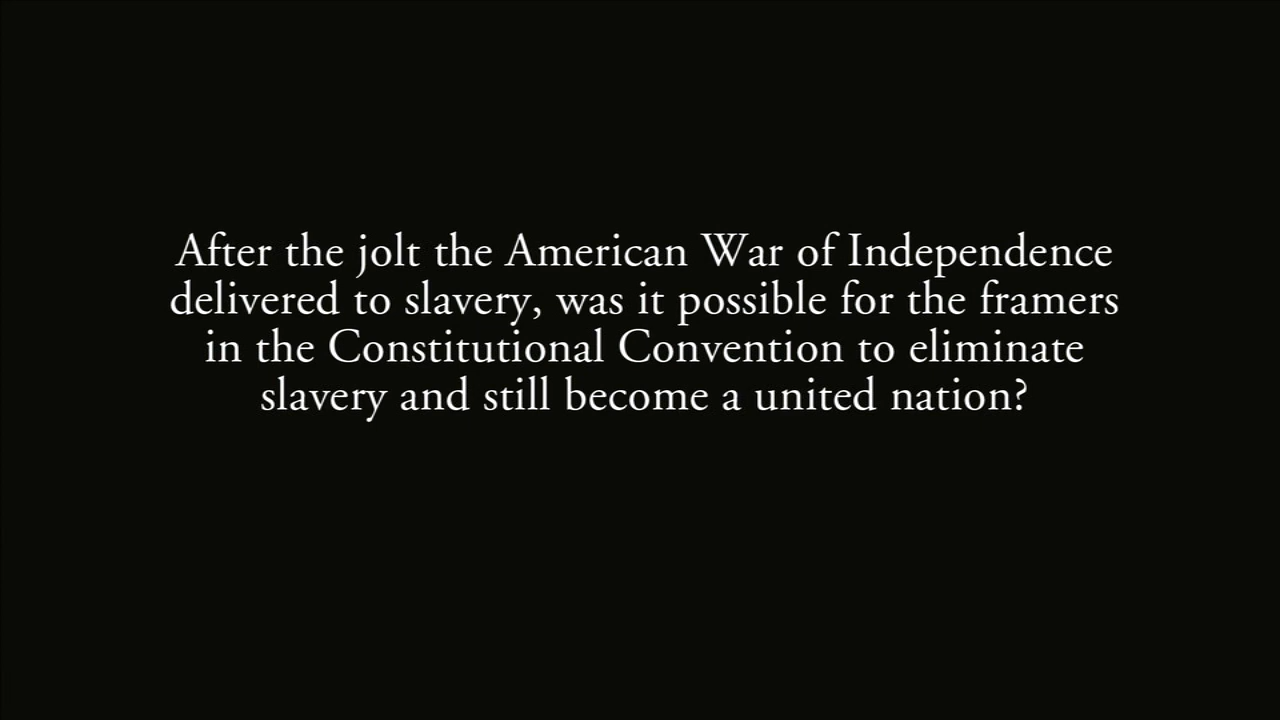 After the jolt the American War of Independence
delivered to slavery, was it possible for the framers
in the Constitutional Convention to eliminate
slavery and still become a united nation?